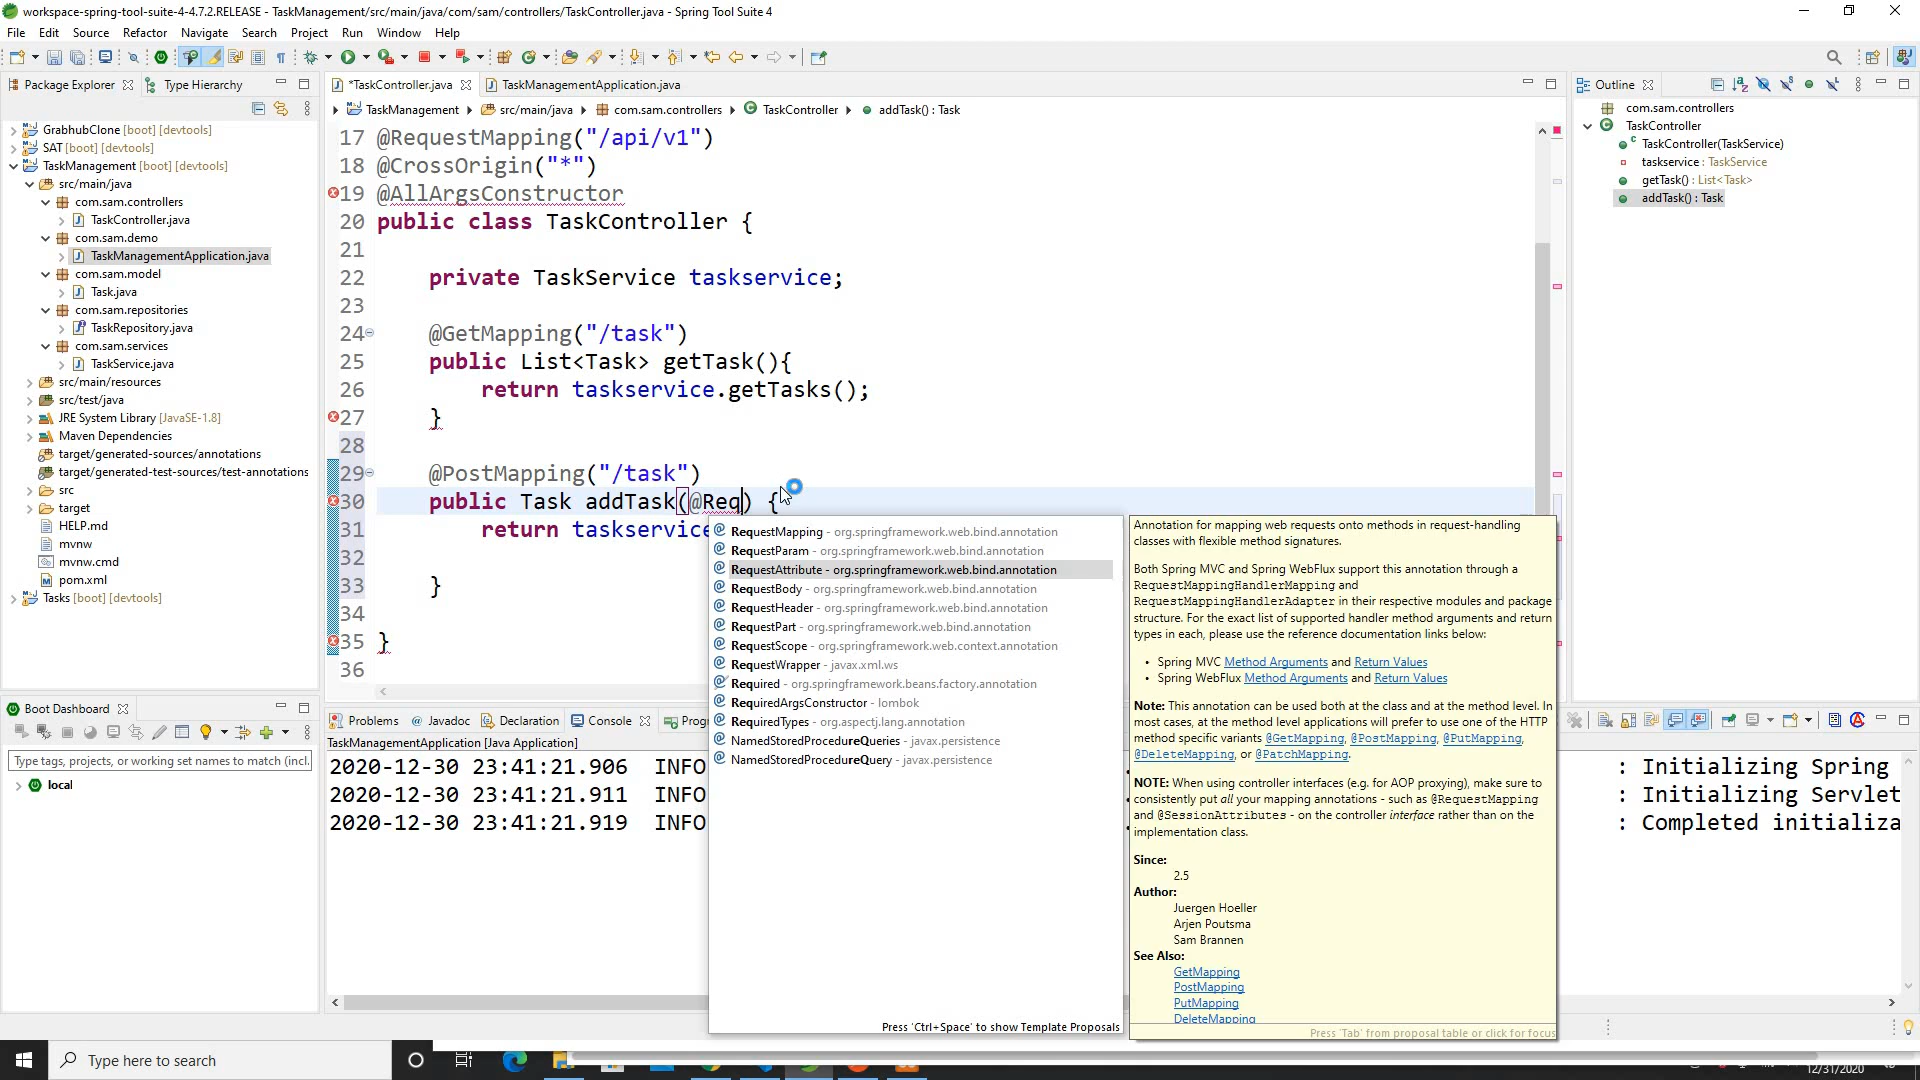 workspace-spring-tool-suite-4-4.7.2.RELEASE - TaskManagement/src/main/java/com/sam/controllers/TaskController.java - Spring Tool Suite 4
File Edit Source Refactor Navigate Search Project Run Window Help
Package Explorer Type Hierarchy
GrabhubClone [boot] [devtools]
SAT [boot] [devtools]
TaskManagement [boot] [devtools]
src/main/java
com.sam.controllers
TaskController.java
com.sam.demo
TaskManagementApplication.java
com.sam.model
Task.java
com.sam.repositories
TaskRepository.java
com.sam.services
TaskService.java
src/main/resources
src/test/java
JRE System Library [JavaSE-1.8]
Maven Dependencies
target/generated-sources/annotations
target/generated-test-sources/test-annotations
src
target
HELP.md
mvnw
mvnw.cmd
pom.xml
Tasks [boot] [devtools]
Boot Dashboard
Type tags, projects, or working set names to match (incl.
local
*TaskController.java TaskManagementApplication.java
TaskManagement src/main/java com.sam.controllers TaskController addTask() : Task
17 @RequestMapping("/api/v1")
18 @CrossOrigin("*")
19 @AllArgsConstructor
20 public class TaskController {
21
22 private TaskService taskservice;
23
24 @GetMapping("/task")
25 public List<Task> getTask(){
26 return taskservice.getTasks();
27 }
28
29 @PostMapping("/task")
30 public Task addTask(@Req) {
31 return taskservice
32
33 }
34
35 }
36
RequestMapping - org.springframework.web.bind.annotation
RequestParam - org.springframework.web.bind.annotation
RequestAttribute - org.springframework.web.bind.annotation
RequestBody - org.springframework.web.bind.annotation
RequestHeader - org.springframework.web.bind.annotation
RequestPart - org.springframework.web.bind.annotation
RequestScope - org.springframework.web.context.annotation
RequestWrapper - javax.xml.ws
Required - org.springframework.beans.factory.annotation
RequiredArgsConstructor - lombok
RequiredTypes - org.aspectj.lang.annotation
NamedStoredProcedureQueries - javax.persistence
NamedStoredProcedureQuery - javax.persistence
Press 'Ctrl+Space' to show Template Proposals
Annotation for mapping web requests onto methods in request-handling
classes with flexible method signatures.
Both Spring MVC and Spring WebFlux support this annotation through a
RequestMappingHandlerMapping and
RequestMappingHandlerAdapter in their respective modules and package
structure. For the exact list of supported handler method arguments and return
types in each, please use the reference documentation links below:
• Spring MVC Method Arguments and Return Values
• Spring WebFlux Method Arguments and Return Values
Note: This annotation can be used both at the class and at the method level. In
most cases, at the method level applications will prefer to use one of the HTTP
method specific variants @GetMapping, @PostMapping, @PutMapping,
@DeleteMapping, or @PatchMapping.
NOTE: When using controller interfaces (e.g. for AOP proxying), make sure to
consistently put all your mapping annotations - such as @RequestMapping
and @SessionAttributes - on the controller interface rather than on the
implementation class.
Since:
2.5
Author:
Juergen Hoeller
Arjen Poutsma
Sam Brannen
See Also:
GetMapping
PostMapping
PutMapping
DeleteMapping
Press 'Tab' from proposal table or click for focus
Outline
com.sam.controllers
TaskController
TaskController(TaskService)
taskservice : TaskService
getTask() : List<Task>
addTask() : Task
Problems Javadoc Declaration Console Prog
TaskManagementApplication [Java Application]
2020-12-30 23:41:21.906 INFO : Initializing Spring
2020-12-30 23:41:21.911 INFO : Initializing Servlet
2020-12-30 23:41:21.919 INFO : Completed initializa
Type here to search
12/31/2020